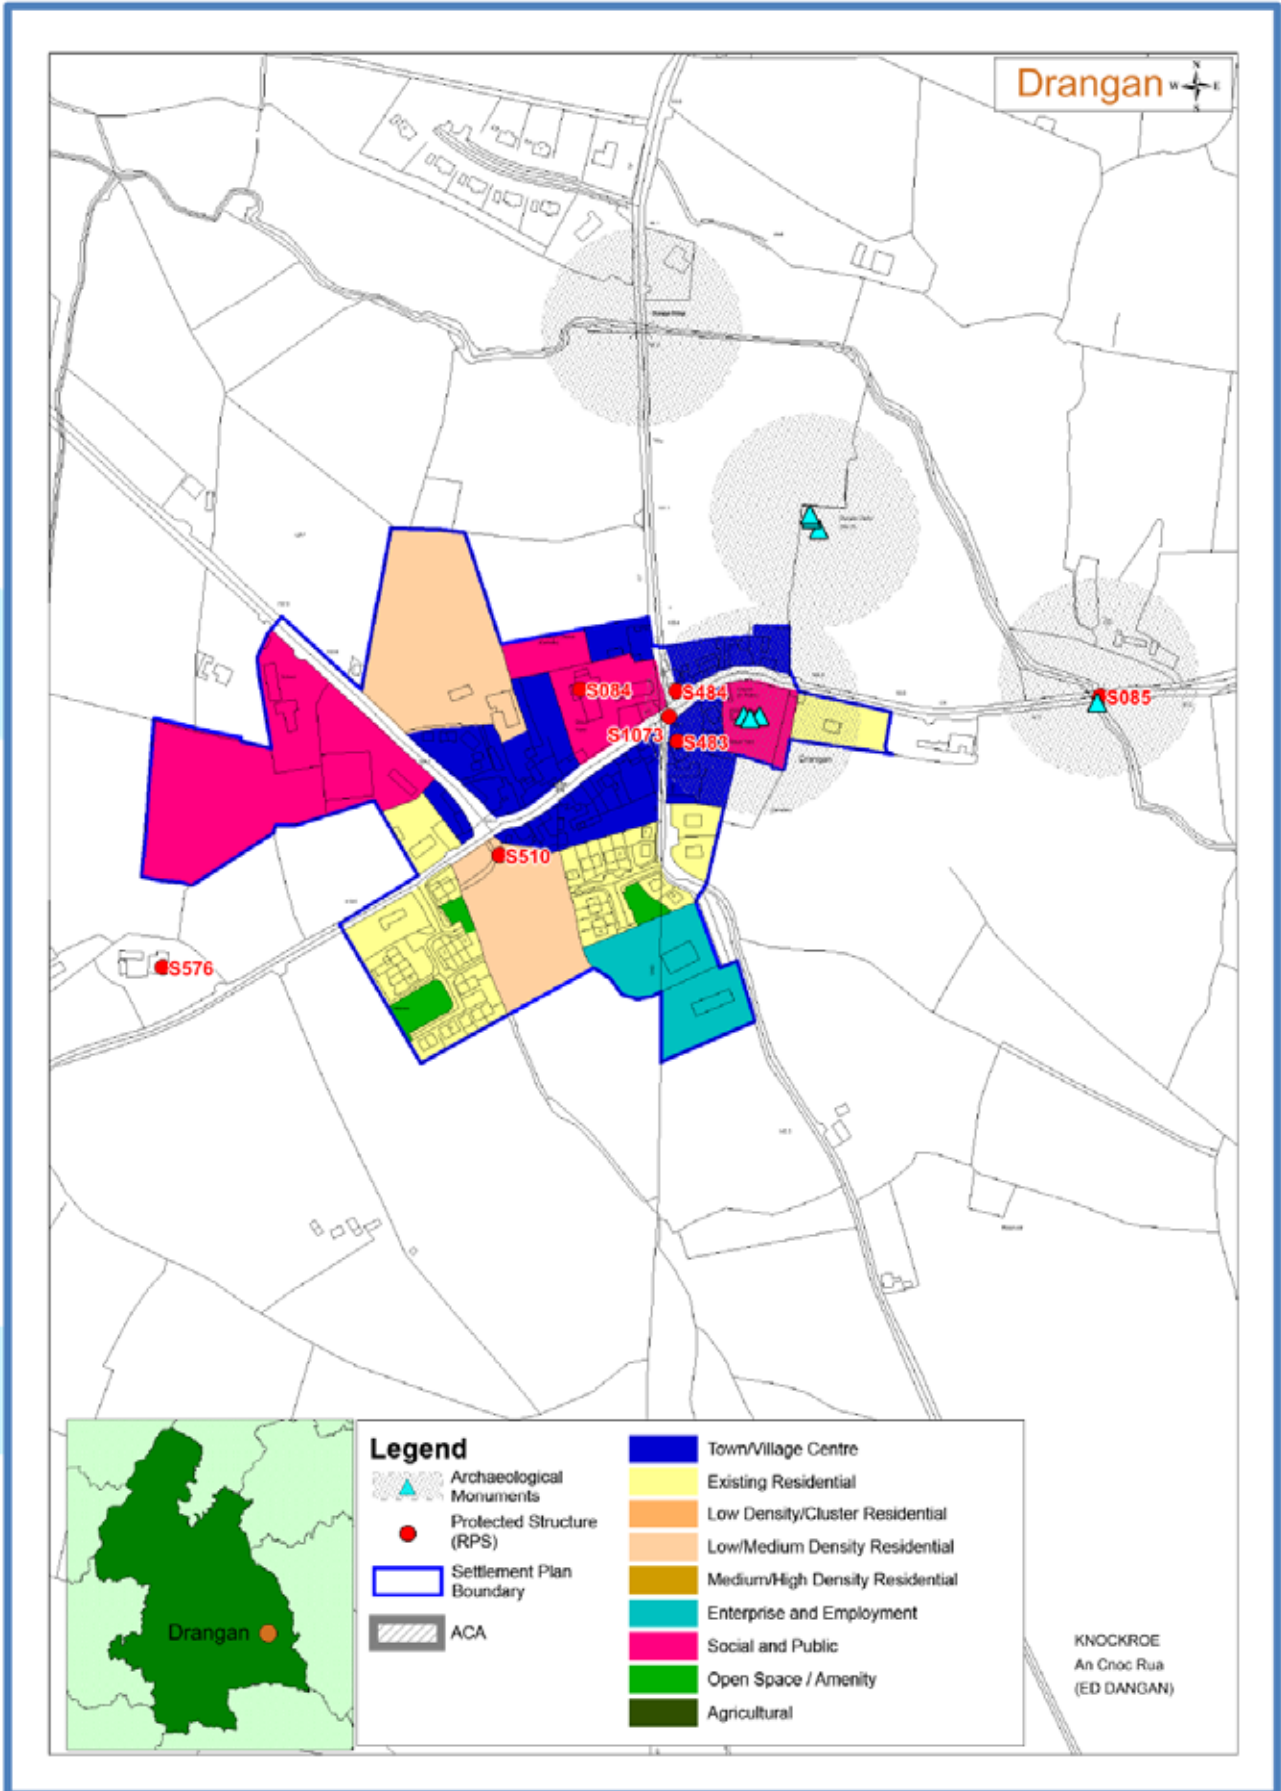 Drangan
N
W E
S
S084
S484
S1073
S483
S085
Drangan
S510
S576
Legend
Archaeological
Monuments
Protected Structure
(RPS)
Settlement Plan
Boundary
ACA
Town/Village Centre
Existing Residential
Low Density/Cluster Residential
Low/Medium Density Residential
Medium/High Density Residential
Enterprise and Employment
Social and Public
Open Space / Amenity
Agricultural
Drangan
KNOCKROE
An Cnoc Rua
(ED DANGAN)